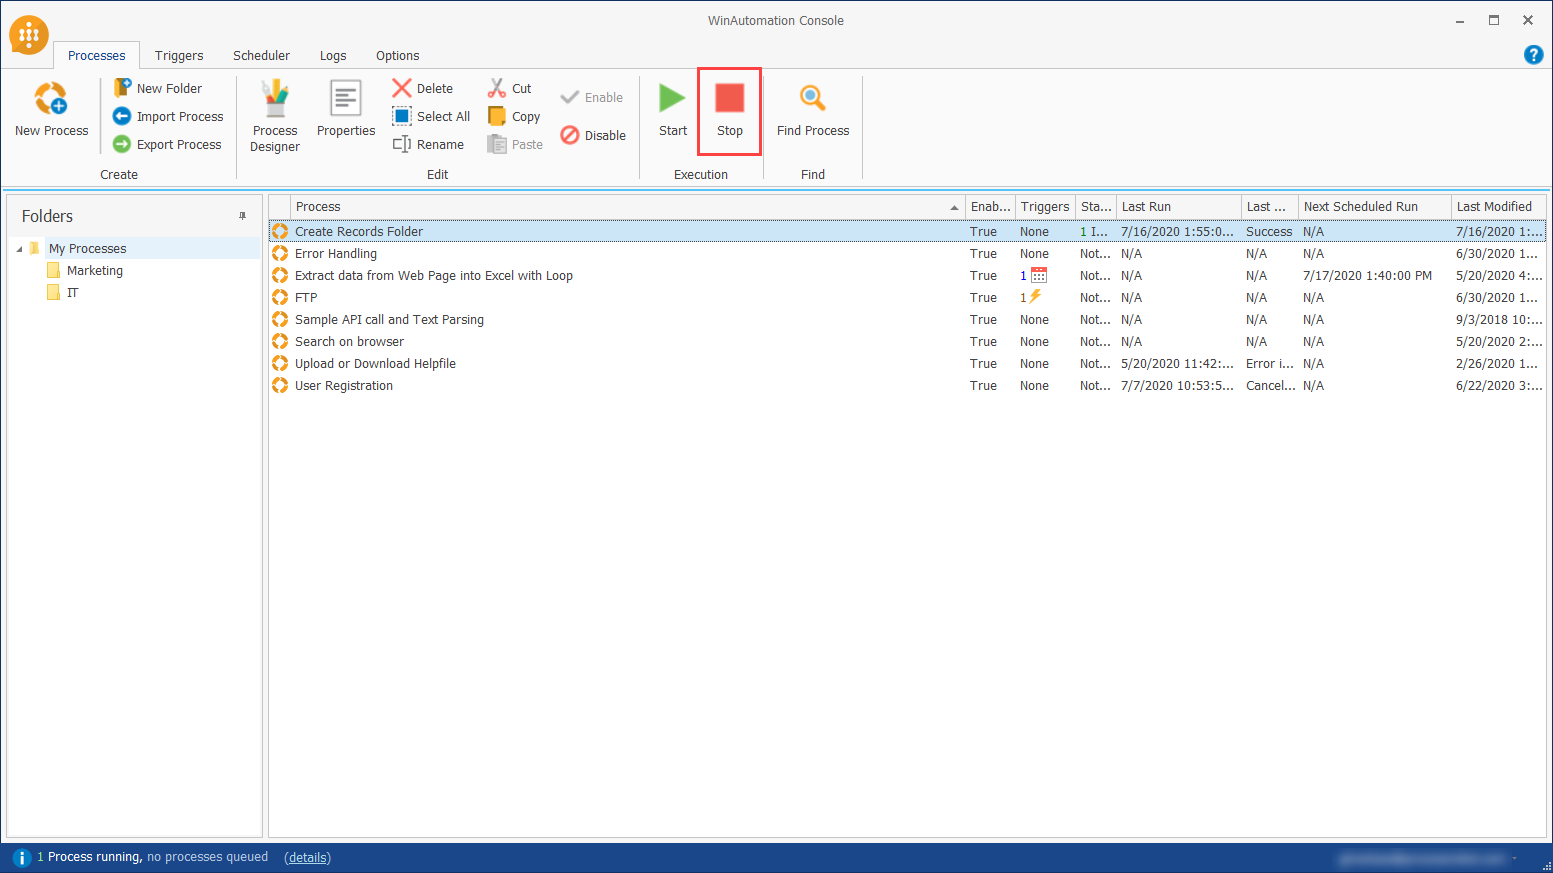 WinAutomation Console
Processes Triggers Scheduler Logs Options
New Process
New Folder
Import Process
Export Process
Create
Process Designer
Properties
Delete
Select All
Rename
Cut
Copy
Paste
Enable
Disable
Edit
Start
Stop
Execution
Find Process
Find
Folders
My Processes
Marketing
IT
Process Enab... Triggers Sta... Last Run Last ... Next Scheduled Run Last Modified
Create Records Folder True None 1 I... 7/16/2020 1:55:0... Success N/A 7/16/2020 1:...
Error Handling True None Not... N/A N/A N/A 6/30/2020 1...
Extract data from Web Page into Excel with Loop True 1 Not... N/A N/A 7/17/2020 1:40:00 PM 5/20/2020 4:...
FTP True 1 Not... N/A N/A N/A 6/30/2020 1...
Sample API call and Text Parsing True None Not... N/A N/A N/A 9/3/2018 10:...
Search on browser True None Not... N/A N/A N/A 5/20/2020 2:...
Upload or Download Helpfile True None Not... 5/20/2020 11:42:... Error i... N/A 2/26/2020 1...
User Registration True None Not... 7/7/2020 10:53:5... Cancel... N/A 6/22/2020 3:...
1 Process running, no processes queued (details)